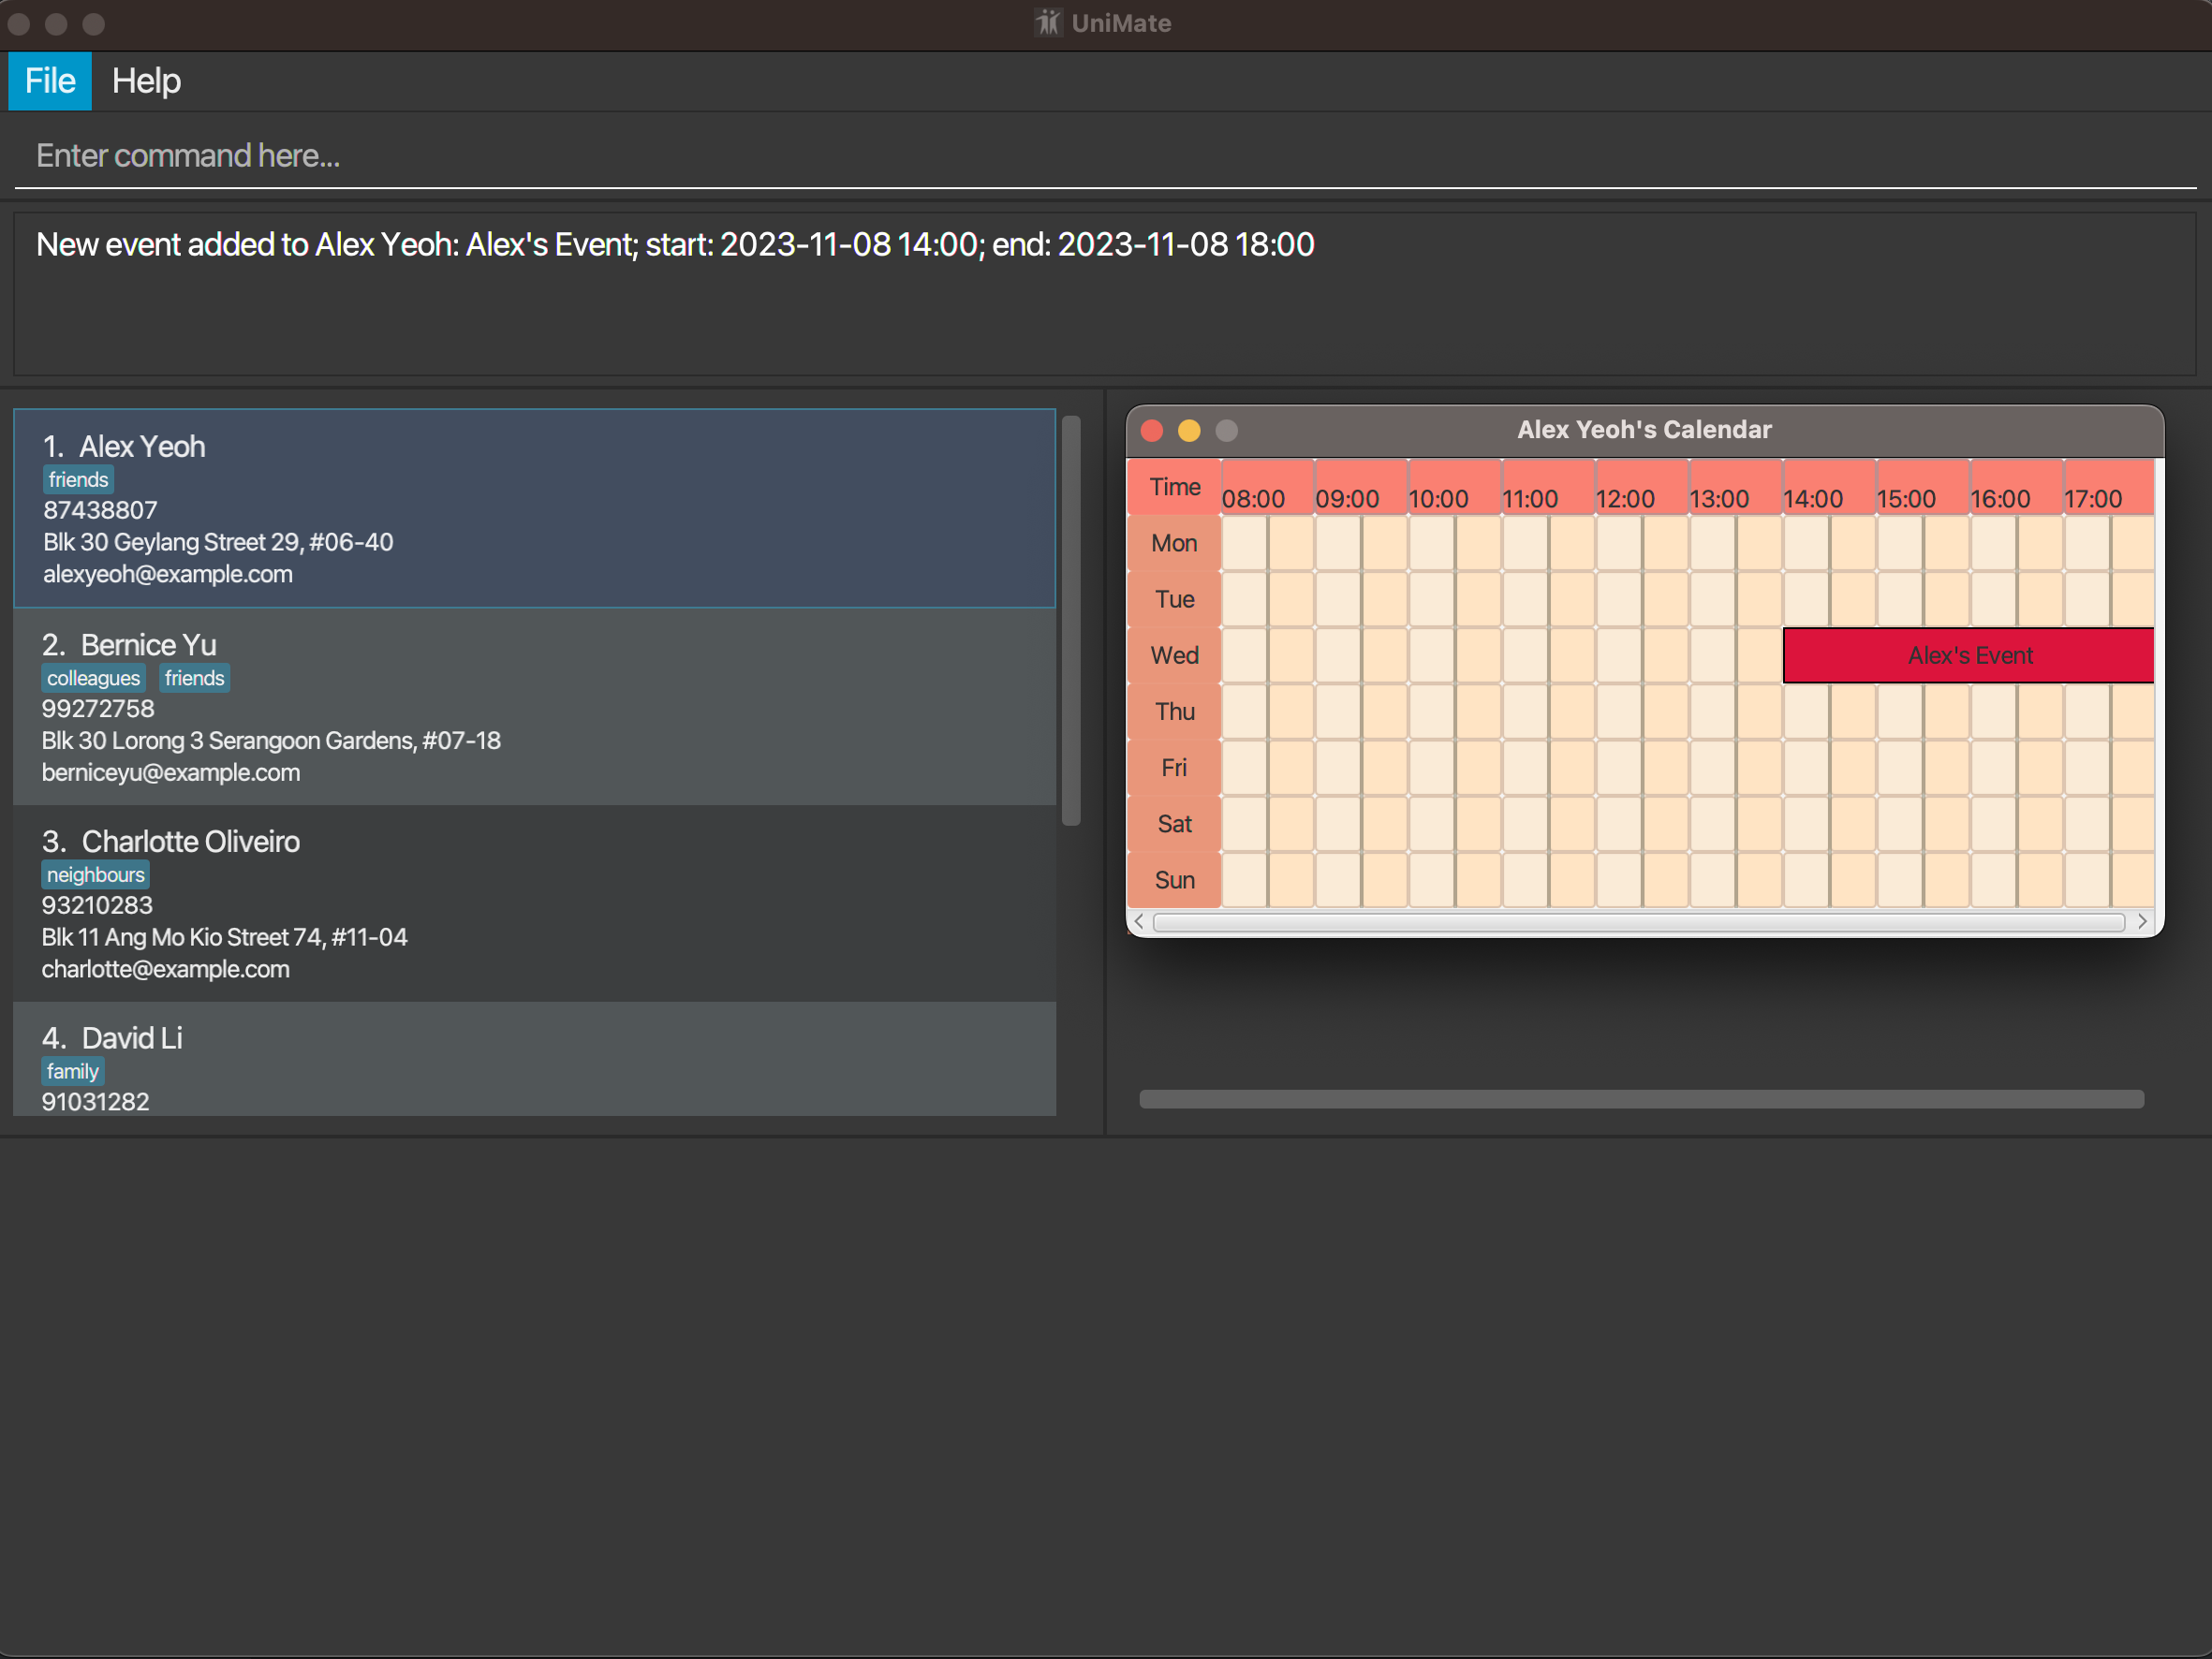 UniMate
File Help
Enter command here...
New event added to Alex Yeoh: Alex's Event; start: 2023-11-08 14:00; end: 2023-11-08 18:00
1. Alex Yeoh
friends
87438807
Blk 30 Geylang Street 29, #06-40
alexyeoh@example.com
2. Bernice Yu
colleagues friends
99272758
Blk 30 Lorong 3 Serangoon Gardens, #07-18
berniceyu@example.com
3. Charlotte Oliveiro
neighbours
93210283
Blk 11 Ang Mo Kio Street 74, #11-04
charlotte@example.com
4. David Li
family
91031282
Alex Yeoh's Calendar
Time 08:00 09:00 10:00 11:00 12:00 13:00 14:00 15:00 16:00 17:00
Mon
Tue
Wed Alex's Event
Thu
Fri
Sat
Sun